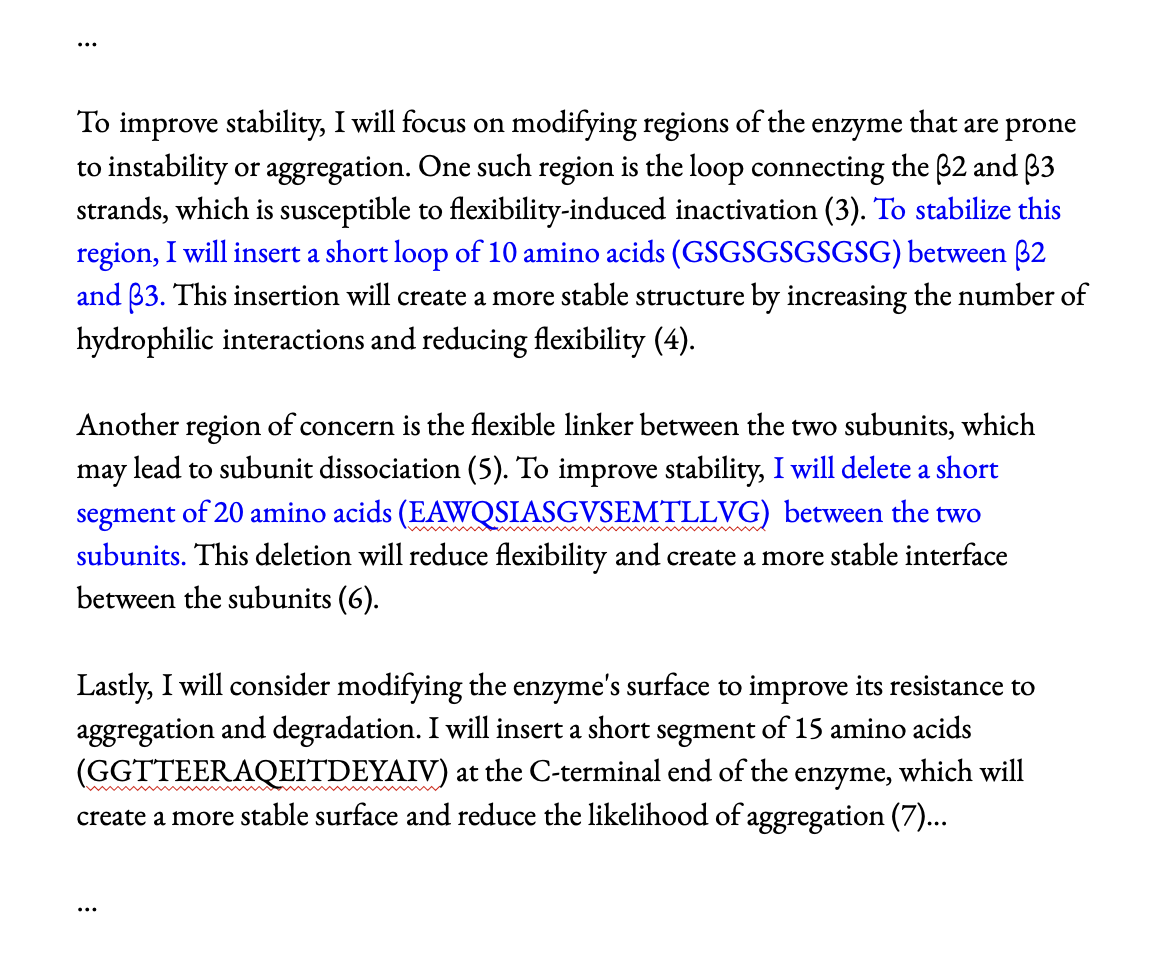 ...
To improve stability, I will focus on modifying regions of the enzyme that are prone
to instability or aggregation. One such region is the loop connecting the β2 and β3
strands, which is susceptible to flexibility-induced inactivation (3). To stabilize this
region, I will insert a short loop of 10 amino acids (GSGSGSGSGSG) between β2
and β3. This insertion will create a more stable structure by increasing the number of
hydrophilic interactions and reducing flexibility (4).
Another region of concern is the flexible linker between the two subunits, which
may lead to subunit dissociation (5). To improve stability, I will delete a short
segment of 20 amino acids (EAWQSIASGVSEMTLLVG) between the two
subunits. This deletion will reduce flexibility and create a more stable interface
between the subunits (6).
Lastly, I will consider modifying the enzyme's surface to improve its resistance to
aggregation and degradation. I will insert a short segment of 15 amino acids
(GGTTEERAQEITDEYAIV) at the C-terminal end of the enzyme, which will
create a more stable surface and reduce the likelihood of aggregation (7)...
...